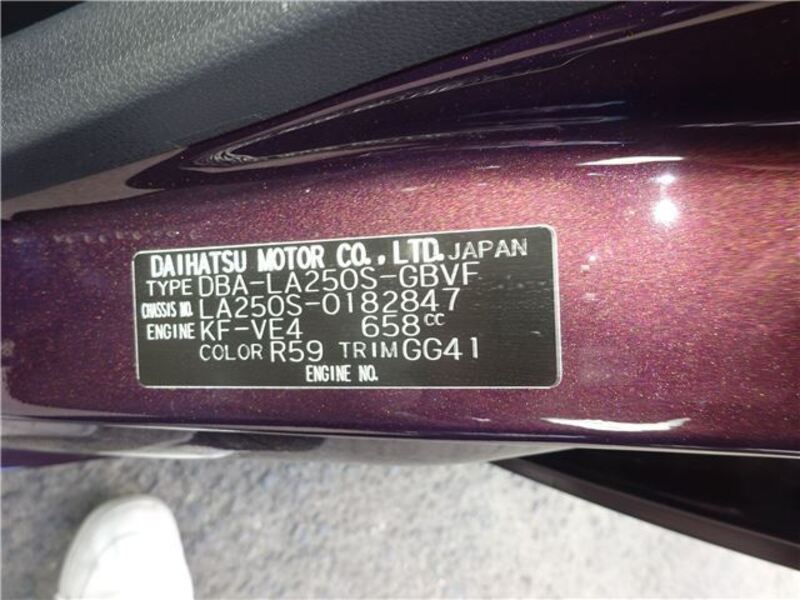 DAIHATSU MOTOR CO.,LTD. JAPAN
TYPE DBA-LA250S-GBVF
CHASSIS NO. LA250S-0182847
ENGINE KF-VE4 658cc
COLOR R59 TRIM GG41
ENGINE NO.